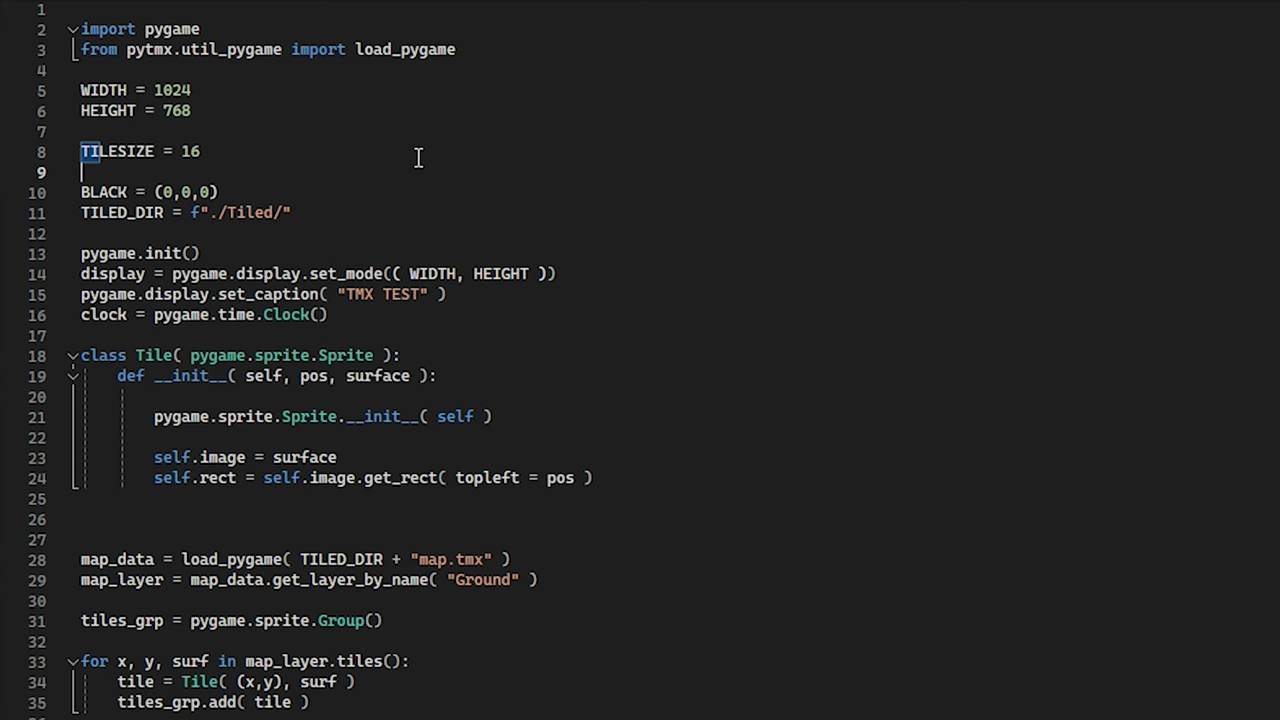 1
2 import pygame
3 from pytmx.util_pygame import load_pygame
4
5 WIDTH = 1024
6 HEIGHT = 768
7
8 TILESIZE = 16
9
10 BLACK = (0,0,0)
11 TILED_DIR = f"./Tiled/"
12
13 pygame.init()
14 display = pygame.display.set_mode(( WIDTH, HEIGHT ))
15 pygame.display.set_caption( "TMX TEST" )
16 clock = pygame.time.Clock()
17
18 class Tile( pygame.sprite.Sprite ):
19 def __init__( self, pos, surface ):
20
21 pygame.sprite.Sprite.__init__( self )
22
23 self.image = surface
24 self.rect = self.image.get_rect( topleft = pos )
25
26
27
28 map_data = load_pygame( TILED_DIR + "map.tmx" )
29 map_layer = map_data.get_layer_by_name( "Ground" )
30
31 tiles_grp = pygame.sprite.Group()
32
33 for x, y, surf in map_layer.tiles():
34 tile = Tile( (x,y), surf )
35 tiles_grp.add( tile )